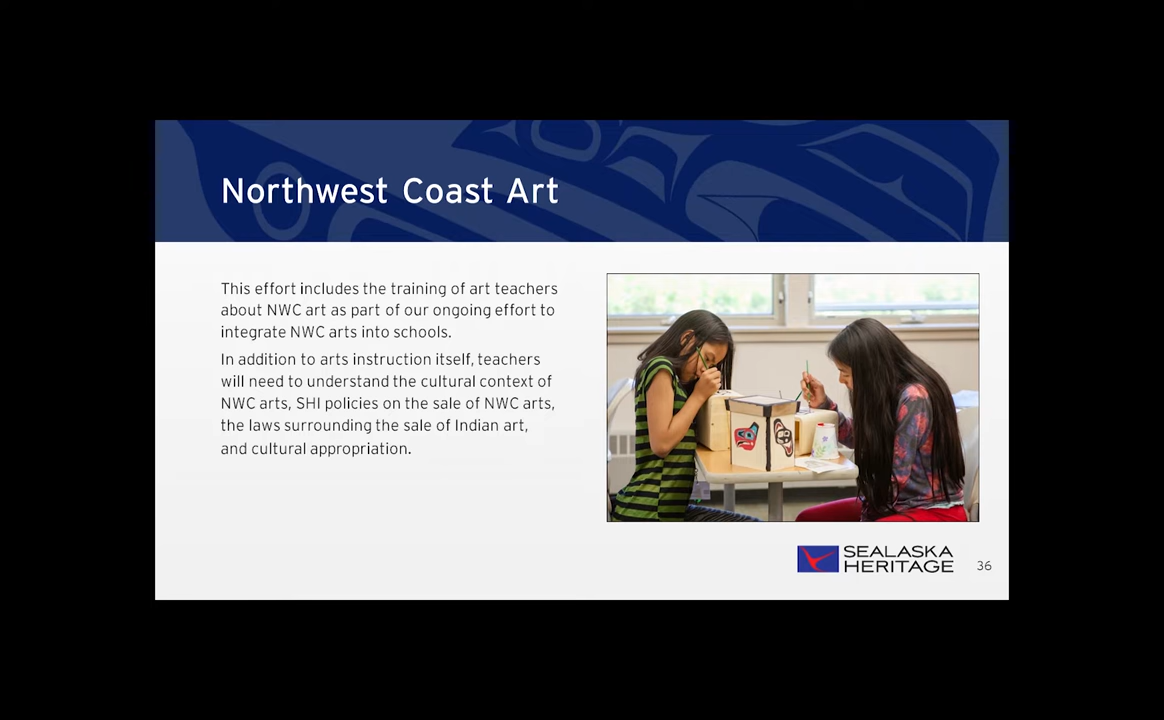 Northwest Coast Art
This effort includes the training of art teachers
about NWC art as part of our ongoing effort to
integrate NWC arts into schools.
In addition to arts instruction itself, teachers
will need to understand the cultural context of
NWC arts, SHI policies on the sale of NWC arts,
the laws surrounding the sale of Indian art,
and cultural appropriation.
SEALASKA
HERITAGE
36